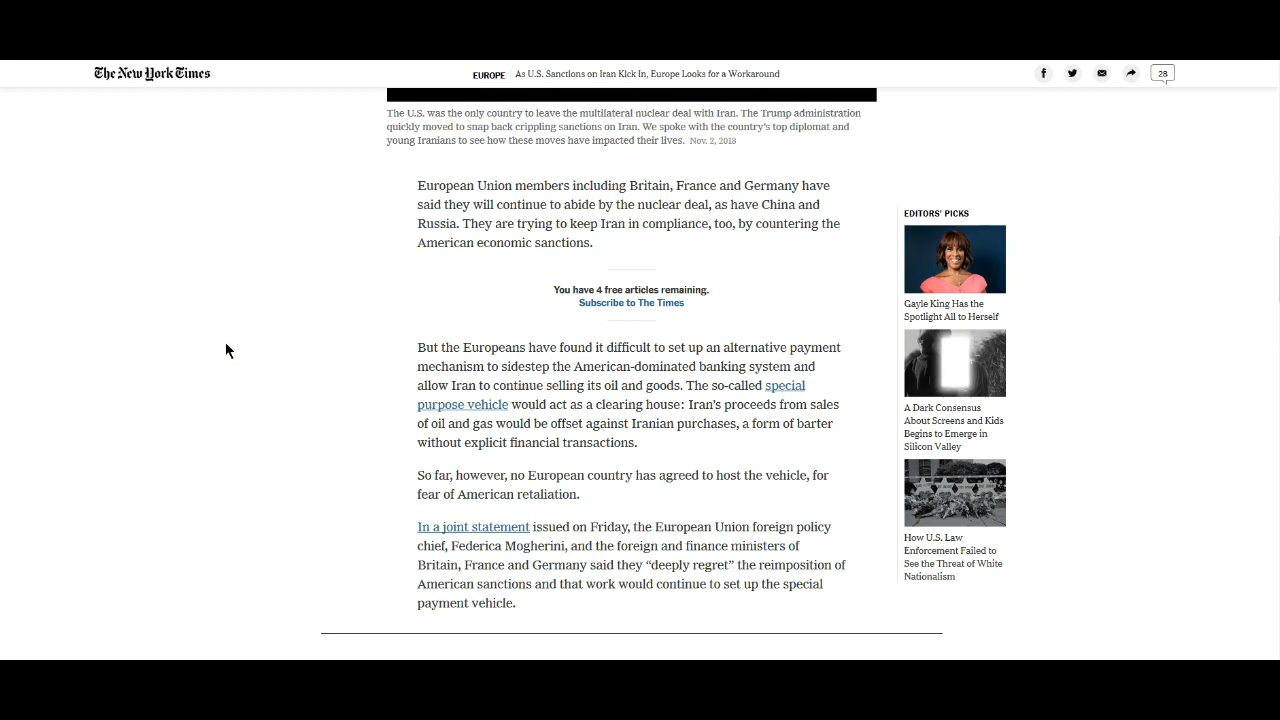 The New York Times
EUROPE As U.S. Sanctions on Iran Kick In, Europe Looks for a Workaround
28
The U.S. was the only country to leave the multilateral nuclear deal with Iran. The Trump administration
quickly moved to snap back crippling sanctions on Iran. We spoke with the country's top diplomat and
young Iranians to see how these moves have impacted their lives. Nov. 2, 2018
European Union members including Britain, France and Germany have
said they will continue to abide by the nuclear deal, as have China and
Russia. They are trying to keep Iran in compliance, too, by countering the
American economic sanctions.
You have 4 free articles remaining.
Subscribe to The Times
But the Europeans have found it difficult to set up an alternative payment
mechanism to sidestep the American-dominated banking system and
allow Iran to continue selling its oil and goods. The so-called special
purpose vehicle would act as a clearing house: Iran's proceeds from sales
of oil and gas would be offset against Iranian purchases, a form of barter
without explicit financial transactions.
So far, however, no European country has agreed to host the vehicle, for
fear of American retaliation.
In a joint statement issued on Friday, the European Union foreign policy
chief, Federica Mogherini, and the foreign and finance ministers of
Britain, France and Germany said they “deeply regret” the reimposition of
American sanctions and that work would continue to set up the special
payment vehicle.
EDITORS' PICKS
Gayle King Has the
Spotlight All to Herself
A Dark Consensus
About Screens and Kids
Begins to Emerge in
Silicon Valley
How U.S. Law
Enforcement Failed to
See the Threat of White
Nationalism